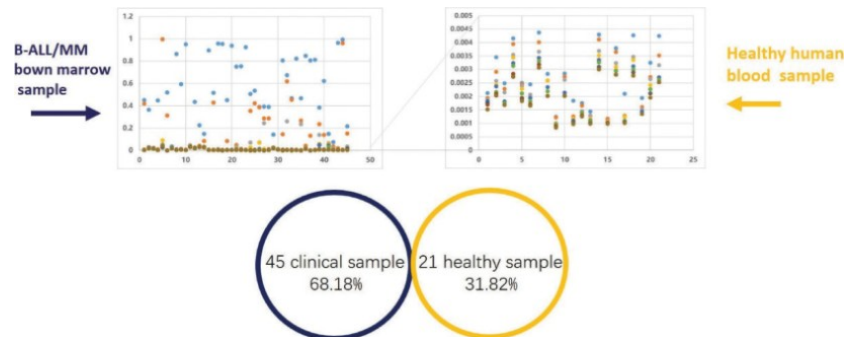 B-ALL/MM
bown marrow
sample
1.2
1
0.8
0.6
0.4
0.2
0
0 10 20 30 40 50
0.005
0.0045
0.004
0.0035
0.003
0.0025
0.002
0.0015
0.001
0.0005
0
0 5 10 15 20 25
Healthy human
blood sample
45 clinical sample
68.18%
21 healthy sample
31.82%